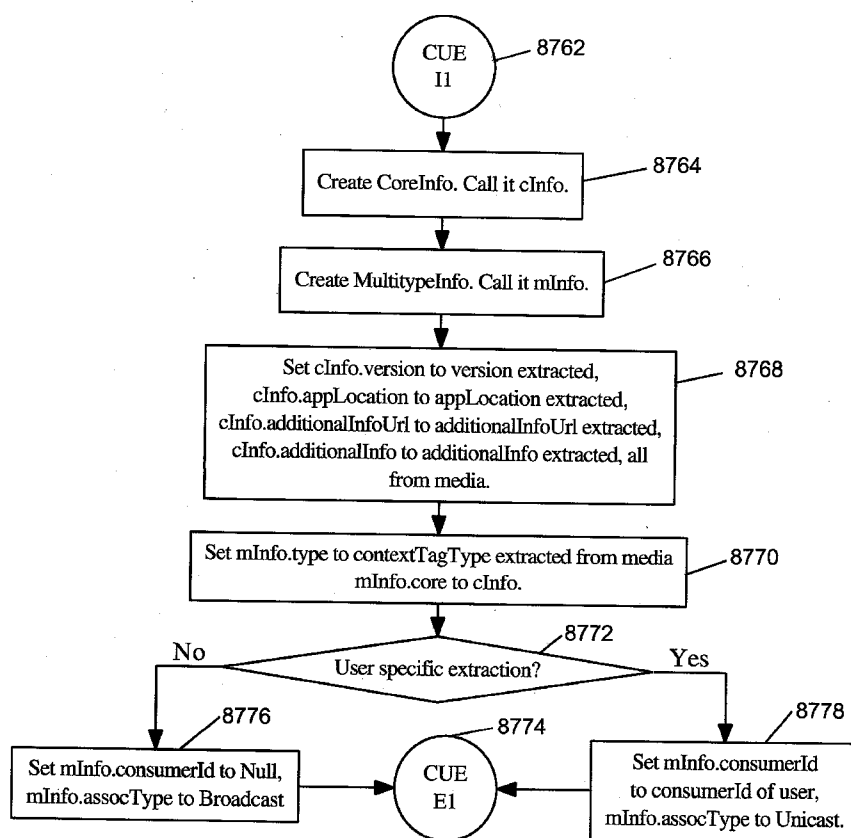 CUE
I1
8762
Create CoreInfo. Call it cInfo.
8764
Create MultitypeInfo. Call it mInfo.
8766
Set cInfo.version to version extracted,
cInfo.appLocation to appLocation extracted,
cInfo.additionalInfoUrl to additionalInfoUrl extracted,
cInfo.additionalInfo to additionalInfo extracted, all
from media.
8768
Set mInfo.type to contextTagType extracted from media
mInfo.core to cInfo.
8770
8772
No
User specific extraction?
Yes
8776
Set mInfo.consumerId to Null,
mInfo.assocType to Broadcast
8774
CUE
E1
8778
Set mInfo.consumerId
to consumerId of user,
mInfo.assocType to Unicast.